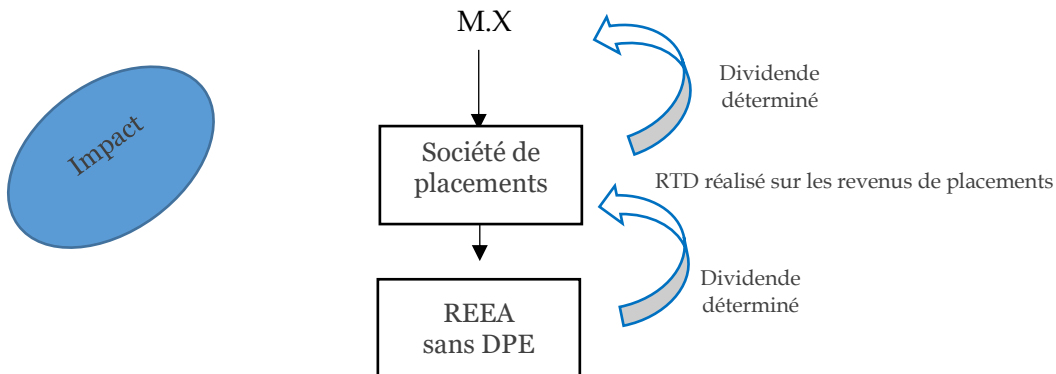 M.X
Dividende
déterminé
Impact
Société de
placements
RTD réalisé sur les revenus de placements
Dividende
déterminé
REEA
sans DPE